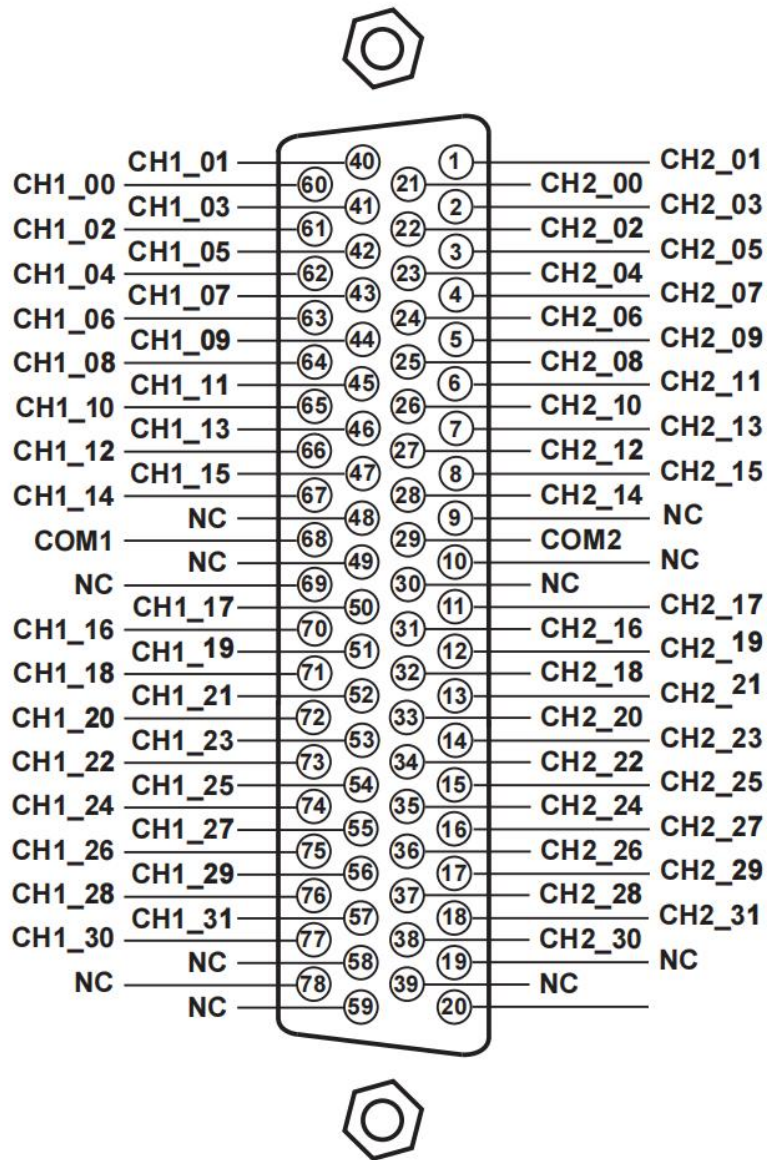 CH1_01 40 1 CH2_01
CH1_00 60 21 CH2_00
CH1_03 41 2 CH2_03
CH1_02 61 22 CH2_02
CH1_05 42 3 CH2_05
CH1_04 62 23 CH2_04
CH1_07 43 4 CH2_07
CH1_06 63 24 CH2_06
CH1_09 44 5 CH2_09
CH1_08 64 25 CH2_08
CH1_11 45 6 CH2_11
CH1_10 65 26 CH2_10
CH1_13 46 7 CH2_13
CH1_12 66 27 CH2_12
CH1_15 47 8 CH2_15
CH1_14 67 28 CH2_14
NC 48 9 NC
COM1 68 29 COM2
NC 49 10 NC
NC 69 30 NC
CH1_17 50 11 CH2_17
CH1_16 70 31 CH2_16
CH1_19 51 12 CH2_19
CH1_18 71 32 CH2_18
CH1_21 52 13 CH2_21
CH1_20 72 33 CH2_20
CH1_23 53 14 CH2_23
CH1_22 73 34 CH2_22
CH1_25 54 15 CH2_25
CH1_24 74 35 CH2_24
CH1_27 55 16 CH2_27
CH1_26 75 36 CH2_26
CH1_29 56 17 CH2_29
CH1_28 76 37 CH2_28
CH1_31 57 18 CH2_31
CH1_30 77 38 CH2_30
NC 58 19 NC
NC 78 39 NC
NC 59 20